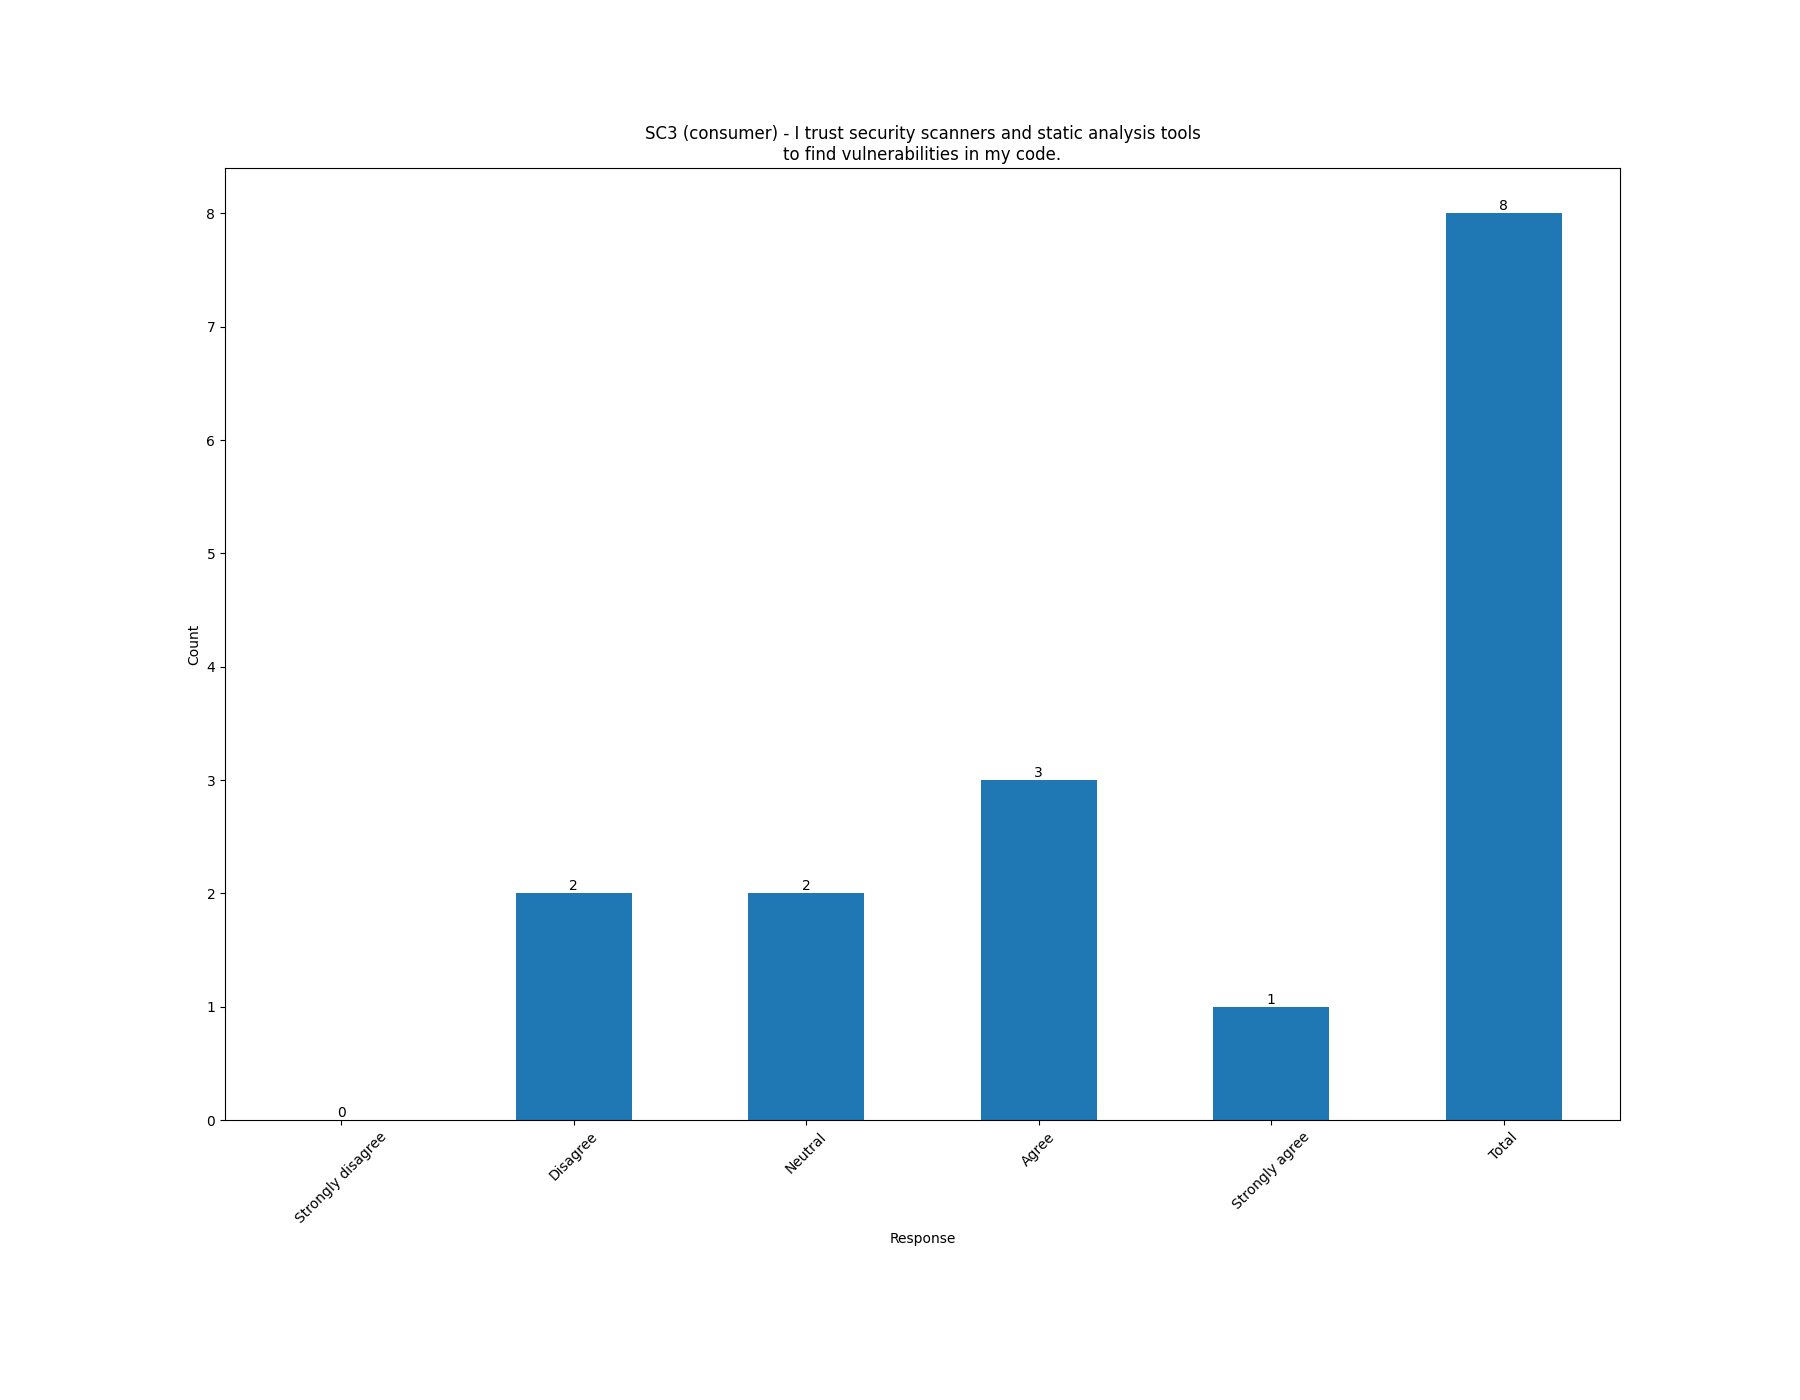 SC3 (consumer) - I trust security scanners and static analysis tools
to find vulnerabilities in my code.
8
7
6
5
4
3
2
1
0
Count
0
2
2
3
1
8
Strongly disagree
Disagree
Neutral
Agree
Strongly agree
Total
Response